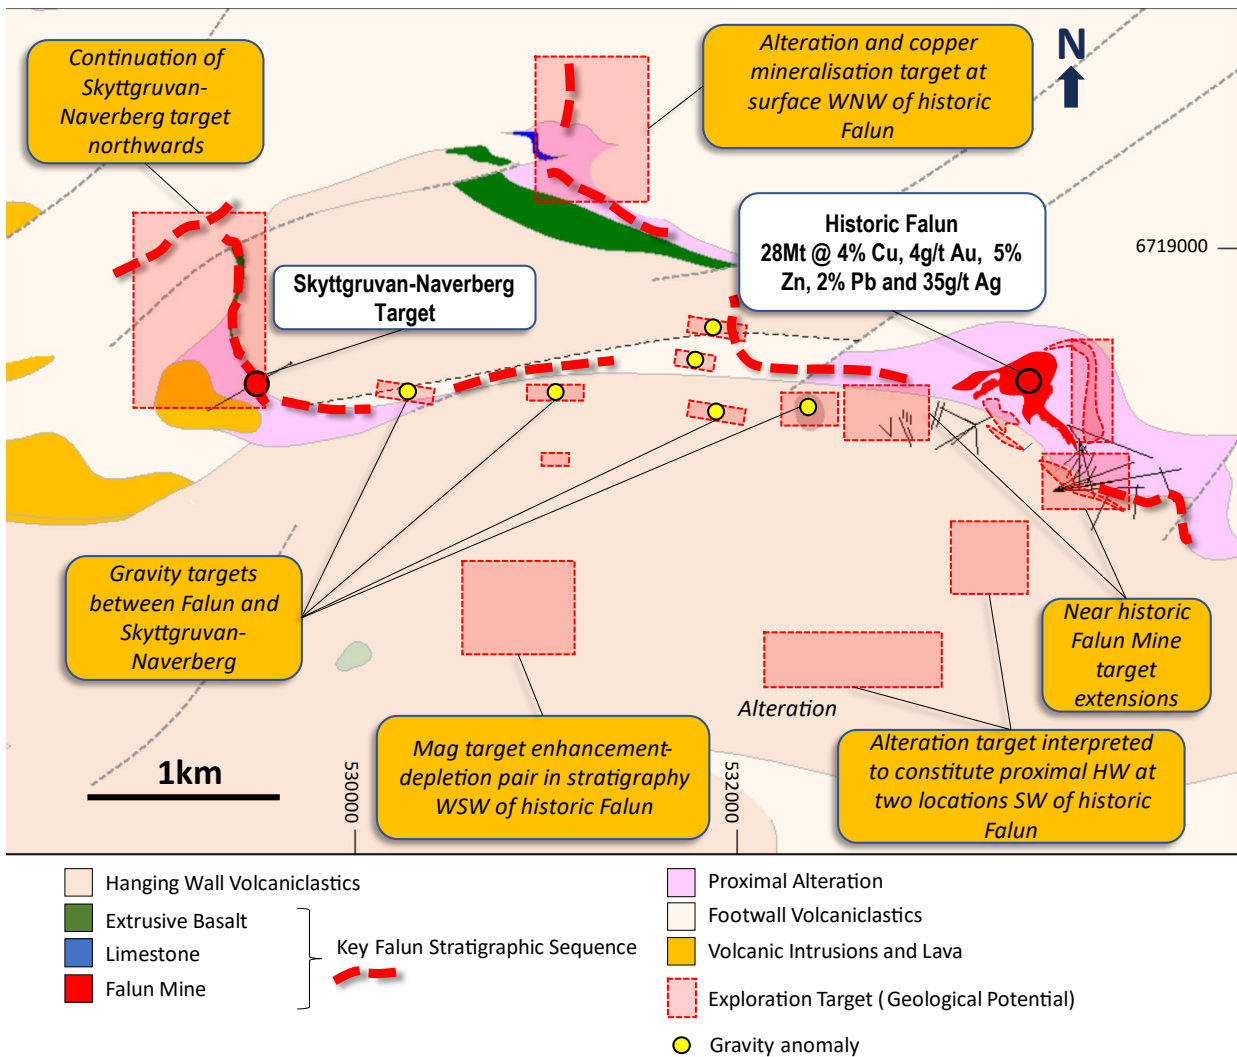 Continuation of
Skyttgruvan-
Naverberg target
northwards
Alteration and copper
mineralisation target at
surface WNW of historic
Falun
N
Historic Falun
28Mt @ 4% Cu, 4g/t Au, 5%
Zn, 2% Pb and 35g/t Ag
6719000
Skyttgruvan-Naverberg
Target
Gravity targets
between Falun and
Skyttgruvan-
Naverberg
Near historic
Falun Mine
target
extensions
Alteration
Mag target enhancement-
depletion pair in stratigraphy
WSW of historic Falun
Alteration target interpreted
to constitute proximal HW at
two locations SW of historic
Falun
1km
530000
532000
Hanging Wall Volcaniclastics
Extrusive Basalt
Limestone
Falun Mine
Key Falun Stratigraphic Sequence
Proximal Alteration
Footwall Volcaniclastics
Volcanic Intrusions and Lava
Exploration Target (Geological Potential)
Gravity anomaly